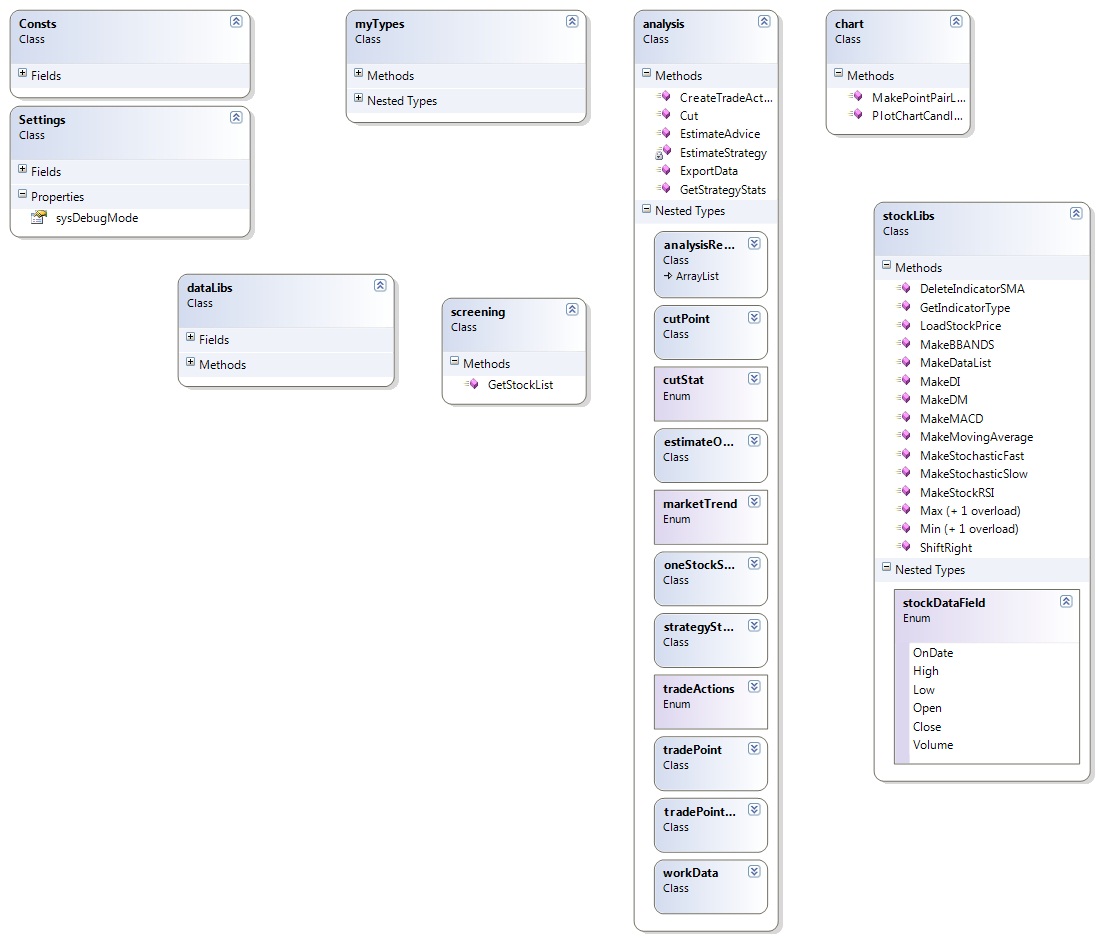 Consts
Class
Fields
Settings
Class
Fields
Properties
sysDebugMode
myTypes
Class
Methods
Nested Types
dataLibs
Class
Fields
Methods
screening
Class
Methods
GetStockList
analysis
Class
Methods
CreateTradeAct...
Cut
EstimateAdvice
EstimateStrategy
ExportData
GetStrategyStats
Nested Types
analysisRe...
Class
ArrayList
cutPoint
Class
cutStat
Enum
estimateO...
Class
marketTrend
Enum
oneStockS...
Class
strategySt...
Class
tradeActions
Enum
tradePoint
Class
tradePoint...
Class
workData
Class
chart
Class
Methods
MakePointPairL...
PlotChartCandl...
stockLibs
Class
Methods
DeleteIndicatorSMA
GetIndicatorType
LoadStockPrice
MakeBBANDS
MakeDataList
MakeDI
MakeDM
MakeMACD
MakeMovingAverage
MakeStochasticFast
MakeStochasticSlow
MakeStockRSI
Max (+ 1 overload)
Min (+ 1 overload)
ShiftRight
Nested Types
stockDataField
Enum
OnDate
High
Low
Open
Close
Volume